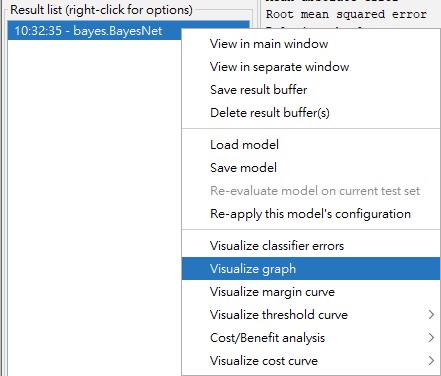 Root mean squared error
Result list (right-click for options)
10:32:35 - bayes.BayesNet
View in main window
View in separate window
Save result buffer
Delete result buffer(s)
Load model
Save model
Re-evaluate model on current test set
Re-apply this model's configuration
Visualize classifier errors
Visualize graph
Visualize margin curve
Visualize threshold curve
Cost/Benefit analysis
Visualize cost curve